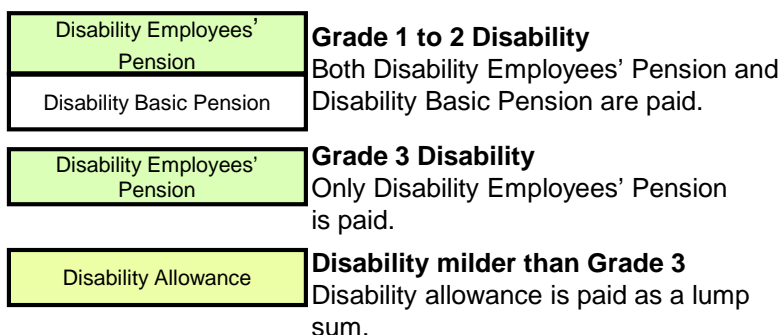 Disability Employees’
Pension
Disability Basic Pension
Grade 1 to 2 Disability
Both Disability Employees’ Pension and
Disability Basic Pension are paid.
Disability Employees’
Pension
Grade 3 Disability
Only Disability Employees’ Pension
is paid.
Disability Allowance
Disability milder than Grade 3
Disability allowance is paid as a lump
sum.